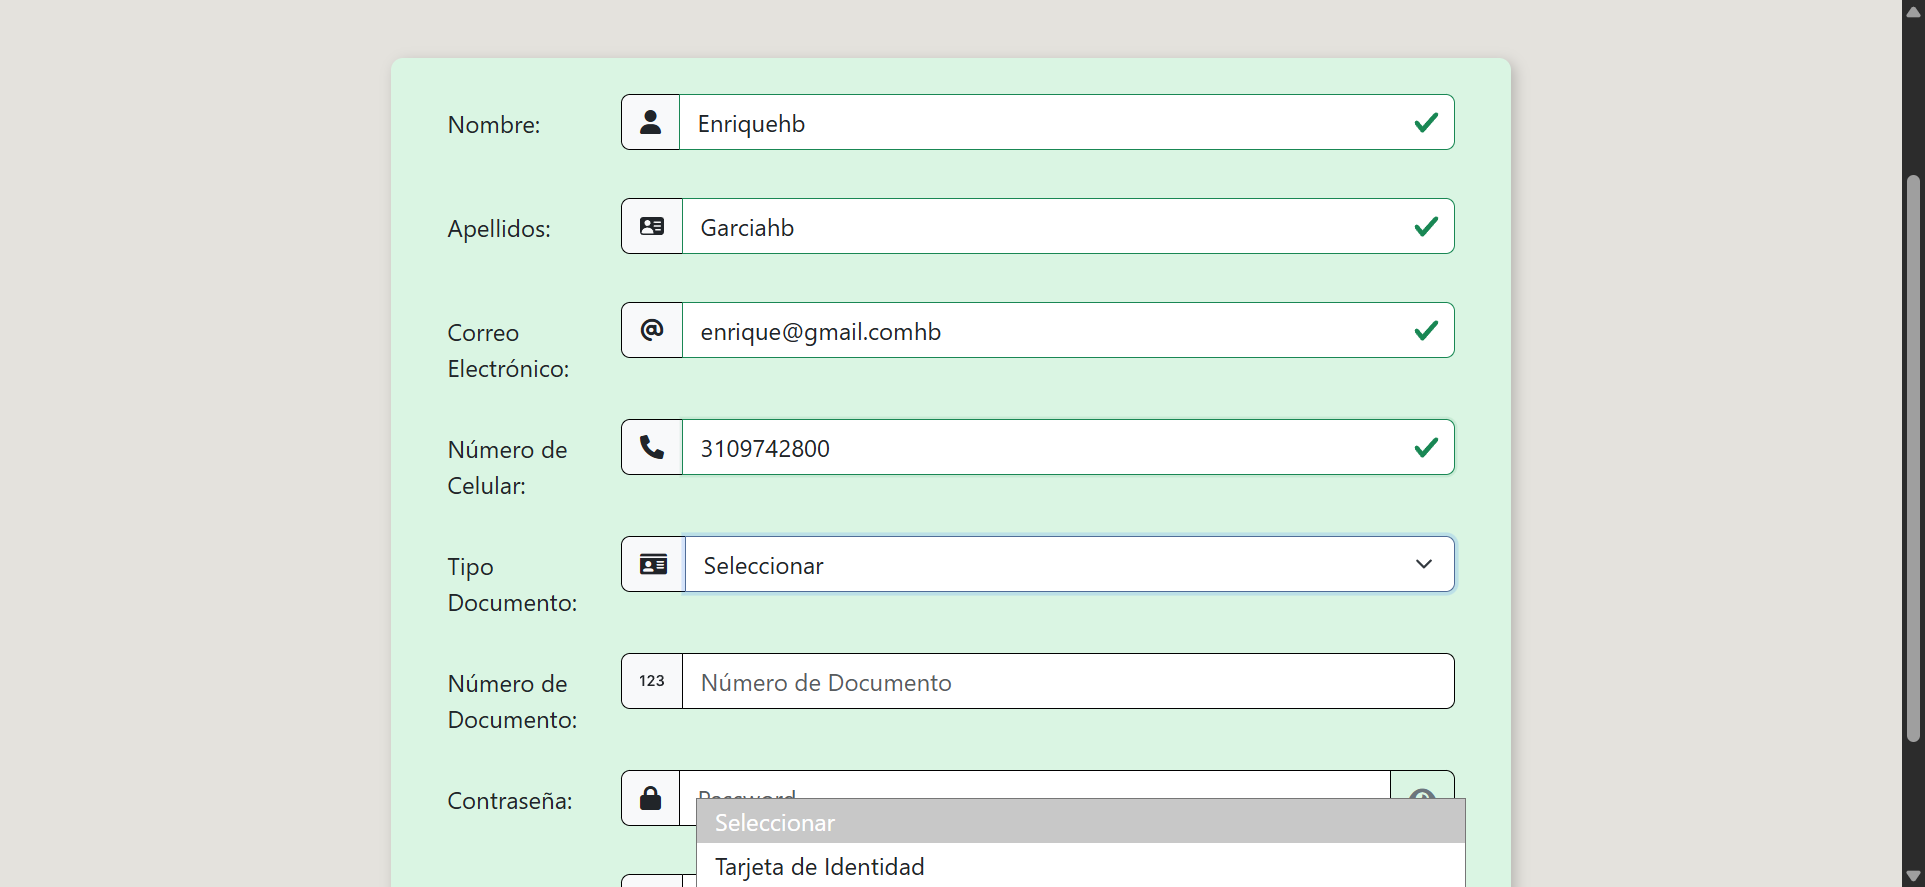 Nombre:
Enriquehb
Apellidos:
Garciahb
Correo
Electrónico:
@
enrique@gmail.comhb
Número de
Celular:
3109742800
Tipo
Documento:
Seleccionar
Número de
Documento:
123
Número de Documento
Contraseña:
Password
Seleccionar
Tarjeta de Identidad